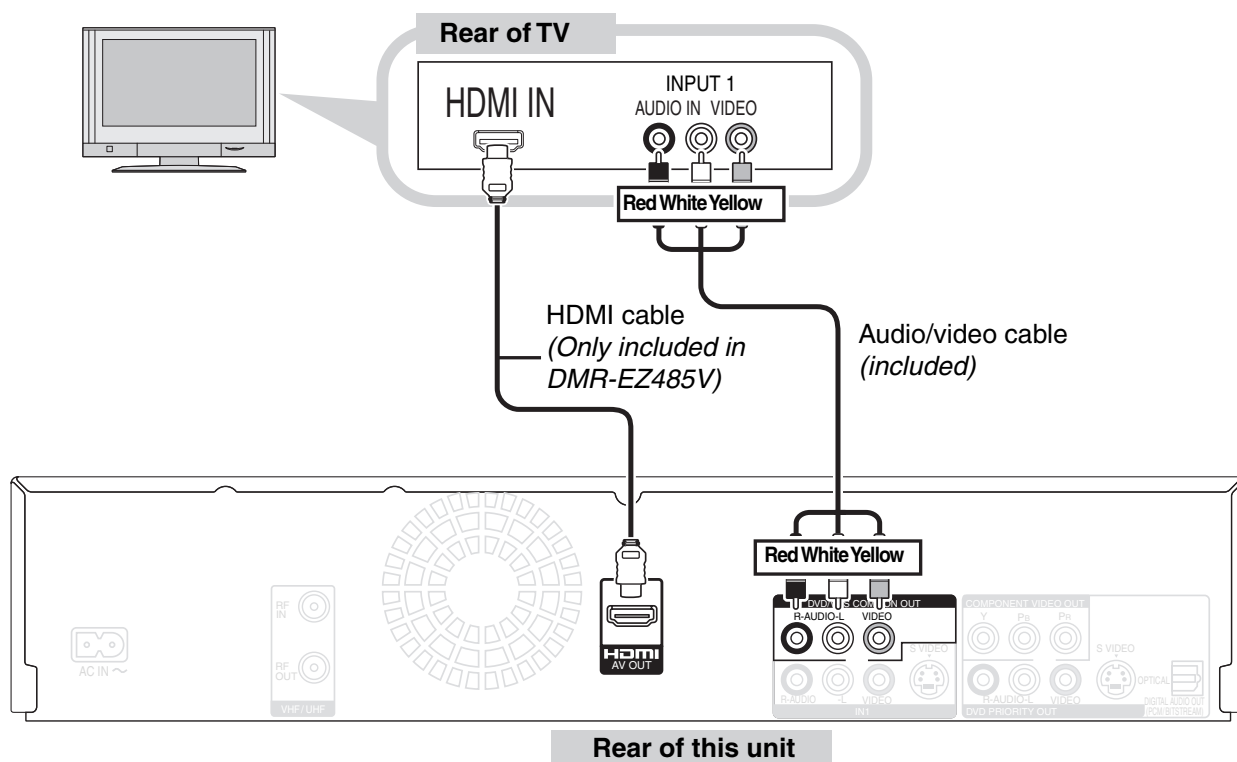 Rear of TV
HDMI IN
INPUT 1
AUDIO IN VIDEO
Red White Yellow
HDMI cable
(Only included in
DMR-EZ485V)
Audio/video cable
(included)
Red White Yellow
AC IN ~
RF
IN
RF
OUT
VHF/UHF
HDMI
AV OUT
R-AUDIO-L VIDEO
S VIDEO
R-AUDIO -L VIDEO
IN1
COMPONENT VIDEO OUT
Y PB PR
S VIDEO
R-AUDIO-L VIDEO
DVD PRIORITY OUT
OPTICAL
DIGITAL AUDIO OUT
(PCM/BITSTREAM)
Rear of this unit